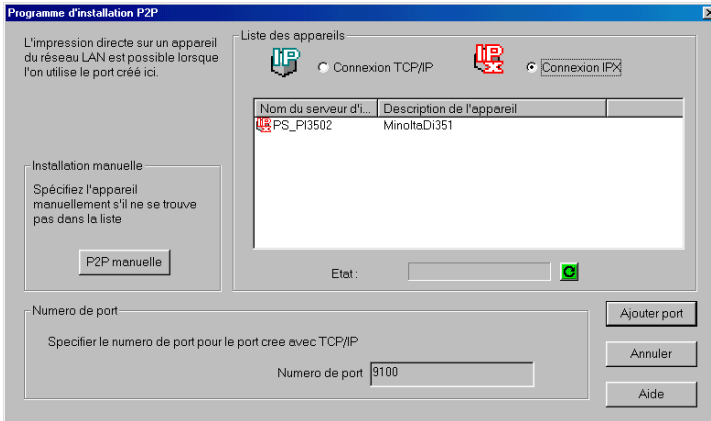 Programme d'installation P2P
L'impression directe sur un appareil
du réseau LAN est possible lorsque
l'on utilise le port créé ici.
Liste des appareils
IP
Connexion TCP/IP
IPX
Connexion IPX
Nom du serveur d'i... Description de l'appareil
PS_PI3502 MinoltaDi351
Installation manuelle
Spécifiez l'appareil
manuellement s'il ne se trouve
pas dans la liste
P2P manuelle
Etat :
Numero de port
Specifier le numero de port pour le port cree avec TCP/IP
Numero de port 9100
Ajouter port
Annuler
Aide